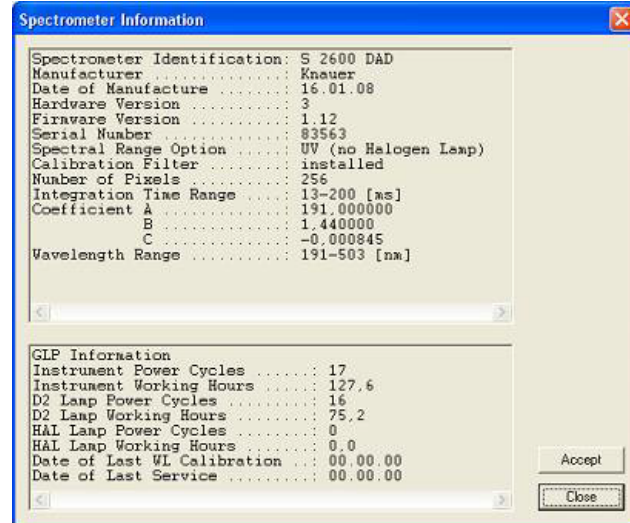 Spectrometer Information
Spectrometer Identification: S 2600 DAD
Manufacturer ..............: Knauer
Date of Manufacture .......: 16.01.08
Hardware Version ..........: 3
Firmware Version ..........: 1.12
Serial Number .............: 83563
Spectral Range Option .....: UV (no Halogen Lamp)
Calibration Filter ........: installed
Number of Pixels ..........: 256
Integration Time Range ....: 13-200 [ms]
Coefficient A .............: 191,000000
B .............: 1,440000
C .............: -0,000845
Wavelength Range ..........: 191-503 [nm]
GLP Information
Instrument Power Cycles ......: 17
Instrument Working Hours .....: 127,6
D2 Lamp Power Cycles .........: 16
D2 Lamp Working Hours ........: 75,2
HAL Lamp Power Cycles ........: 0
HAL Lamp Working Hours .......: 0,0
Date of Last WL Calibration ..: 00.00.00
Date of Last Service .........: 00.00.00
Accept
Close